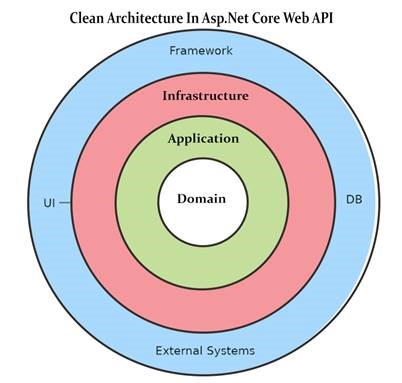 Clean Architecture In Asp.Net Core Web API
Framework
Infrastructure
Application
Domain
UI
DB
External Systems